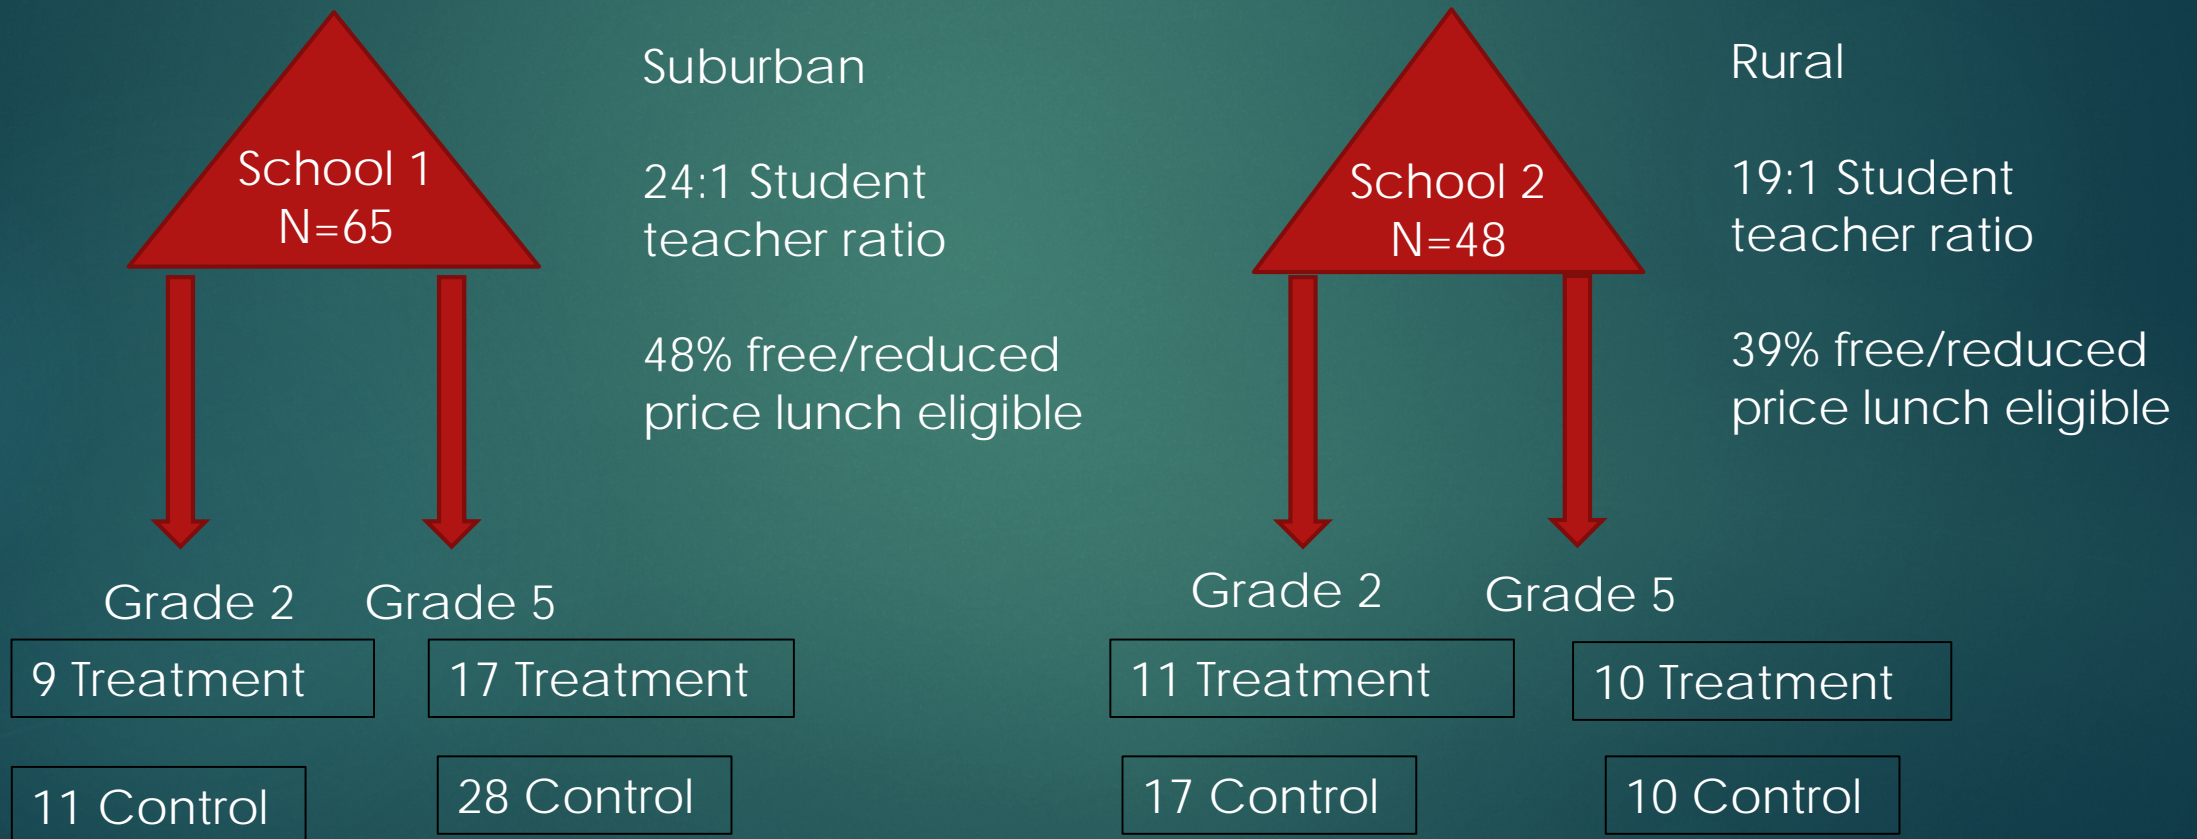 School 1
N=65
Suburban
24:1 Student
teacher ratio
48% free/reduced
price lunch eligible
Grade 2
Grade 5
9 Treatment
17 Treatment
11 Control
28 Control
School 2
N=48
Rural
19:1 Student
teacher ratio
39% free/reduced
price lunch eligible
Grade 2
Grade 5
11 Treatment
10 Treatment
17 Control
10 Control